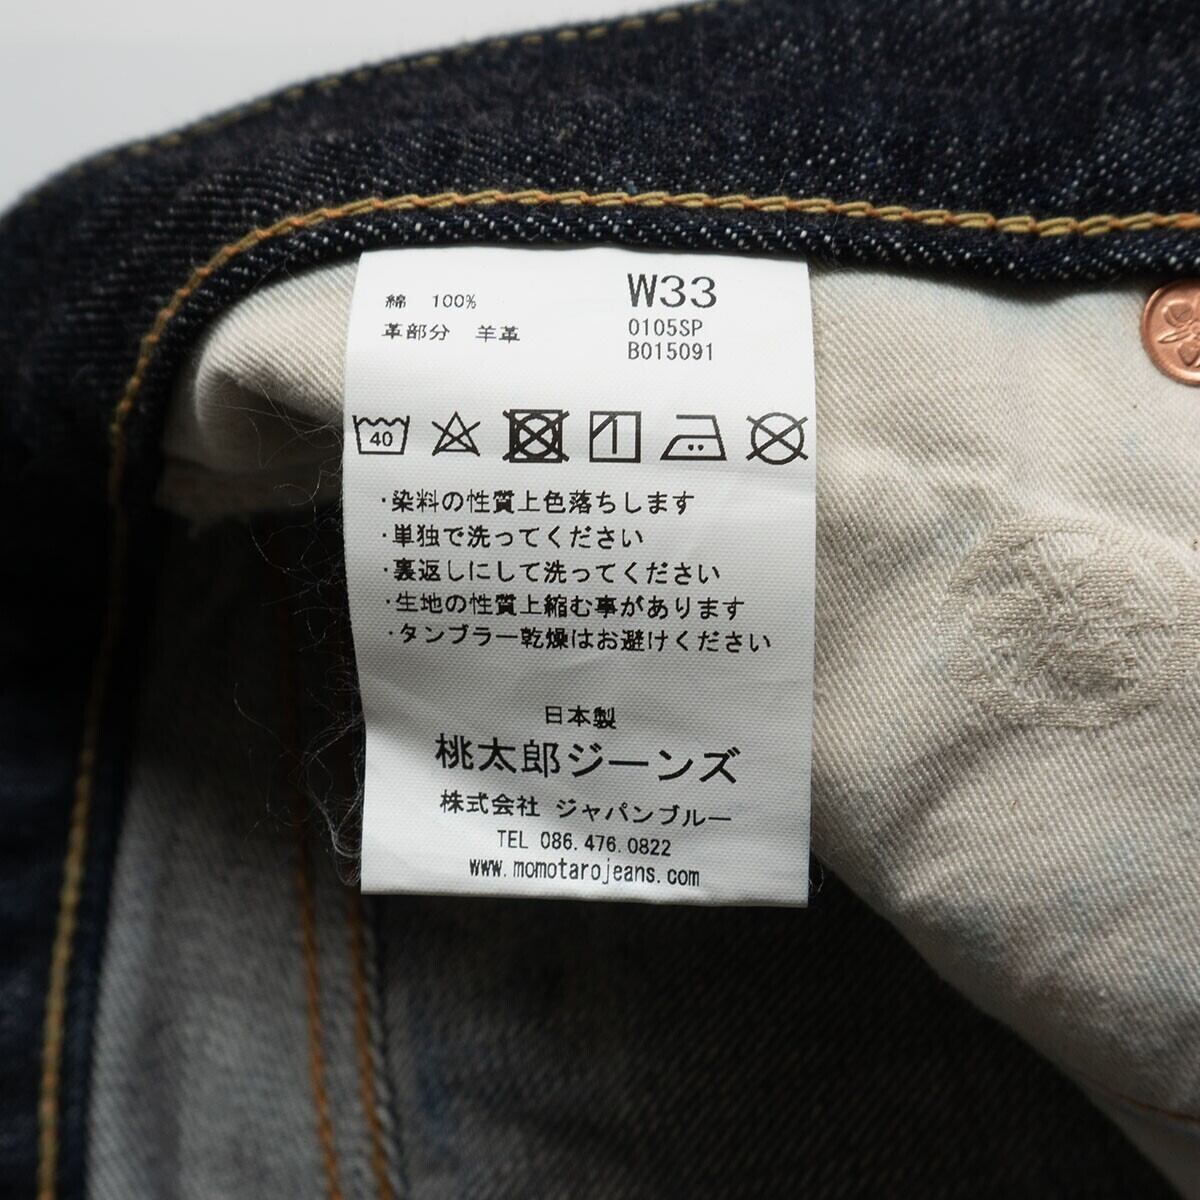 綿 100%
革部分 羊革
W33
0105SP
B015091
40
・染料の性質上色落ちします
・単独で洗ってください
・裏返しにして洗ってください
・生地の性質上縮む事があります
・タンブラー乾燥はお避けください
日本製
桃太郎ジーンズ
株式会社 ジャパンブルー
TEL 086.476.0822
www.momotarojeans.com